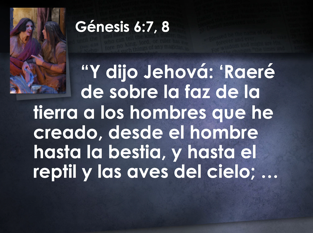 Génesis 6:7, 8
“Y dijo Jehová: ‘Raeré
de sobre la faz de la
tierra a los hombres que he
creado, desde el hombre
hasta la bestia, y hasta el
reptil y las aves del cielo; …